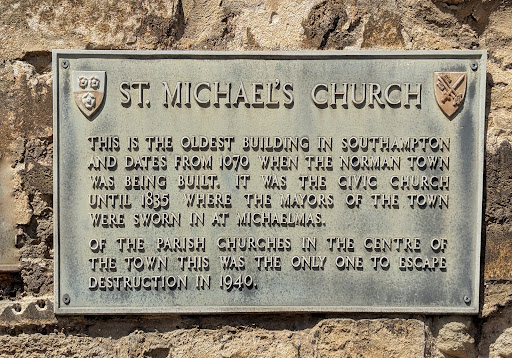 ST. MICHAEL'S CHURCH
THIS IS THE OLDEST BUILDING IN SOUTHAMPTON
AND DATES FROM 1070 WHEN THE NORMAN TOWN
WAS BEING BUILT. IT WAS THE CIVIC CHURCH
UNTIL 1835 WHERE THE MAYORS OF THE TOWN
WERE SWORN IN AT MICHAELMAS.
OF THE PARISH CHURCHES IN THE CENTRE OF
THE TOWN THIS WAS THE ONLY ONE TO ESCAPE
DESTRUCTION IN 1940.